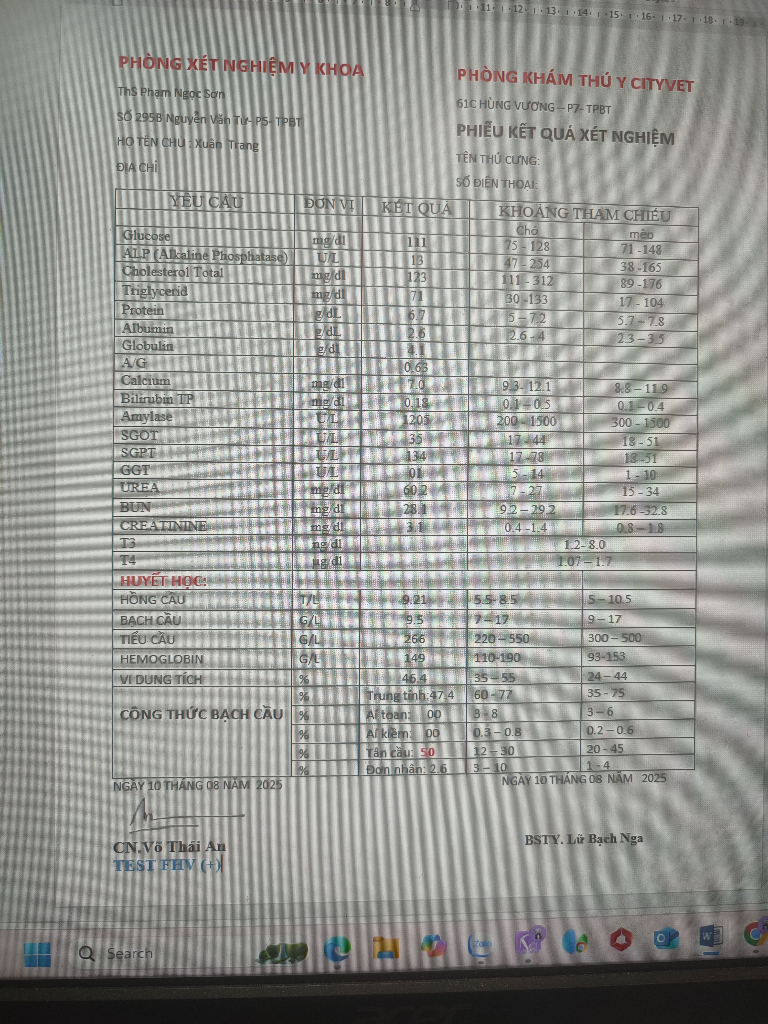 11 12 13 14 15 16 17 18 19
PHÒNG XÉT NGHIỆM Y KHOA
ThS Phạm Ngọc Sơn
SỐ 295B Nguyễn Văn Tư- P5- TPBT
HỌ TÊN CHỦ : Xuân Trang
ĐỊA CHỈ
PHÒNG KHÁM THÚ Y CITYVET
61C HÙNG VƯƠNG – P7- TPBT
PHIẾU KẾT QUẢ XÉT NGHIỆM
TÊN THÚ CƯNG:
SỐ ĐIỆN THOẠI:
YÊU CẦU ĐƠN VỊ KẾT QUẢ KHOẢNG THAM CHIẾU
Chó mèo
Glucose mg/dl 111 75 - 128 71 -148
ALP (Alkaline Phosphatase) U/L 13 47 - 254 38 -165
Cholesterol Total mg/dl 123 111 - 312 89 -176
Triglycerid mg/dl 71 30 -133 17 - 104
Protein g/dL 6.7 5 – 7.2 5.7 – 7.8
Albumin g/dL 2.6 2.6 - 4 2.3 – 3.5
Globulin g/dl 4.1
A/G 0.63
Calcium mg/dl 7.0 9.3- 12.1 8.8 – 11.9
Bilirubin TP mg/dl 0.18 0.1 – 0.5 0.1 – 0.4
Amylase U/L 1205 200 - 1500 300 - 1500
SGOT U/L 35 17 - 44 18 - 51
SGPT U/L 134 17 -78 18 -51
GGT U/L 01 5 - 14 1 - 10
UREA mg/dl 60.2 7 - 27 15 - 34
BUN mg/dl 28.1 9.2 – 29.2 17.6 -32.8
CREATININE mg/dl 3.1 0.4 -1.4 0.8 – 1.8
T3 ng/dl 1.2- 8.0
T4 µg/dl 1.07 – 1.7
HUYẾT HỌC:
HỒNG CẦU T/L 9.21 5.5- 8.5 5 – 10.5
BẠCH CẦU G/L 9.5 7 – 17 9 – 17
TIỂU CẦU G/L 266 220 – 550 300 – 500
HEMOGLOBIN G/L 149 110-190 93-153
VI DUNG TÍCH % 46.4 35 – 55 24 – 44
CÔNG THỨC BẠCH CẦU % Trung tính:47.4 60 - 77 35 - 75
% Ái toan: 00 3 - 8 3 – 6
% Ái kiềm: 00 0.3 – 0.8 0.2 – 0.6
% Tân cầu: 50 12 – 30 20 - 45
% Đơn nhân: 2.6 3 – 10 1 - 4
NGÀY 10 THÁNG 08 NĂM 2025 NGÀY 10 THÁNG 08 NĂM 2025
CN.Võ Thái An
BSTY. Lữ Bạch Nga
TEST FHV (+)
Search
Zalo
acer